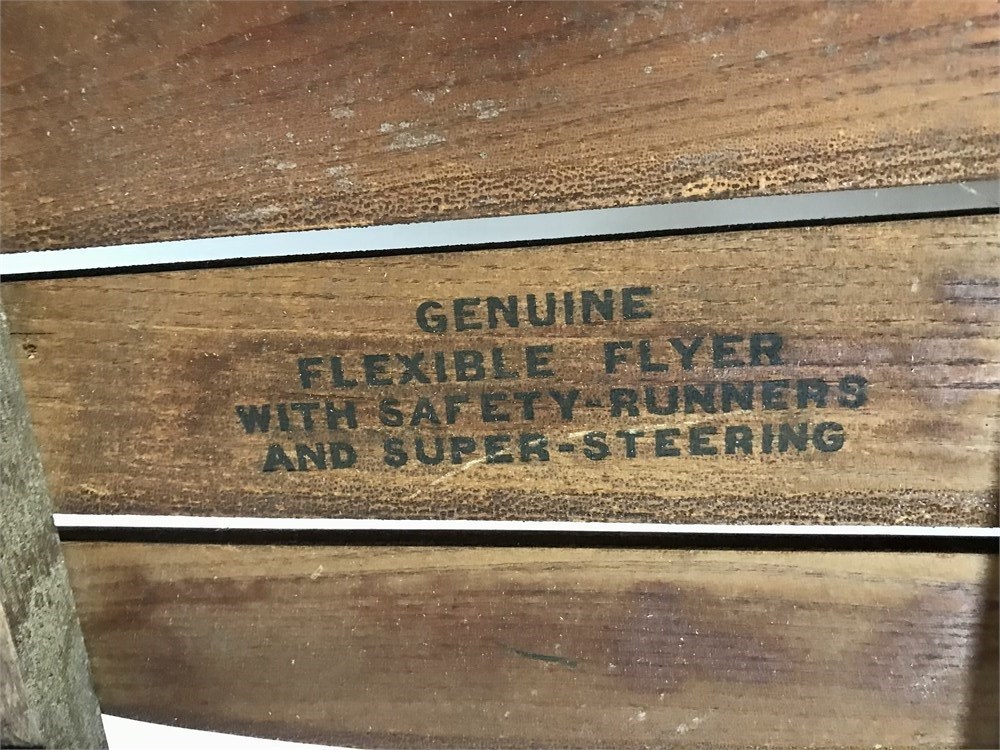 GENUINE
FLEXIBLE FLYER
WITH SAFETY-RUNNERS
AND SUPER-STEERING